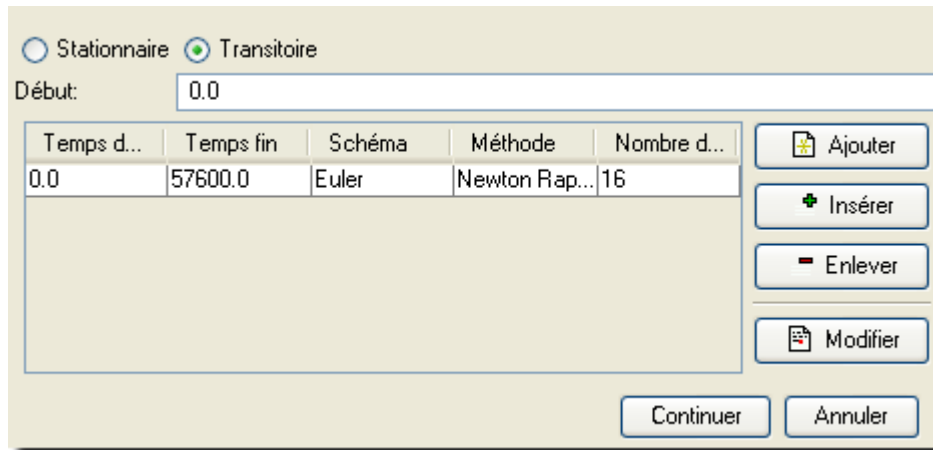 Stationnaire Transitoire
Début: 0.0
Temps d... Temps fin Schéma Méthode Nombre d...
0.0 57600.0 Euler Newton Rap... 16
Ajouter
Insérer
Enlever
Modifier
Continuer Annuler